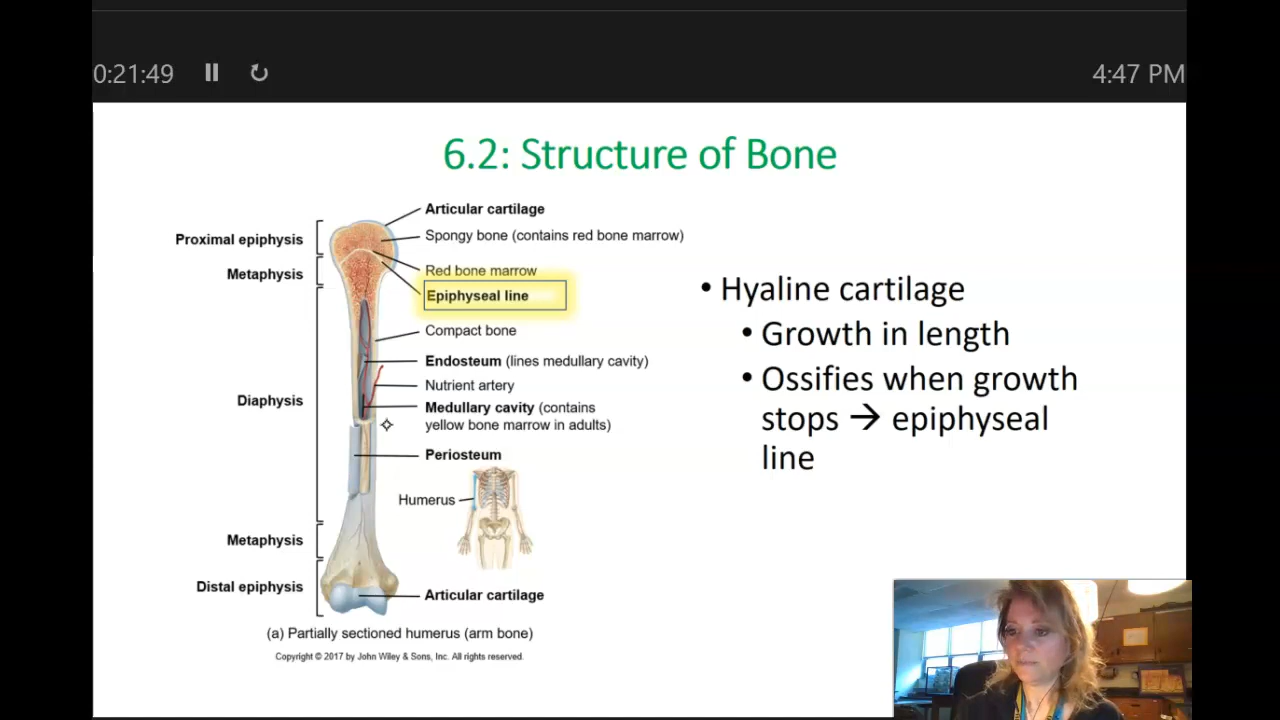 0:21:49
4:47 PM
6.2: Structure of Bone
Articular cartilage
Proximal epiphysis
Spongy bone (contains red bone marrow)
Metaphysis
Red bone marrow
Epiphyseal line
Compact bone
Endosteum (lines medullary cavity)
Nutrient artery
Diaphysis
Medullary cavity (contains
yellow bone marrow in adults)
Periosteum
Humerus
Metaphysis
Distal epiphysis
Articular cartilage
(a) Partially sectioned humerus (arm bone)
Copyright © 2017 by John Wiley & Sons, Inc. All rights reserved.
• Hyaline cartilage
• Growth in length
• Ossifies when growth
stops → epiphyseal
line